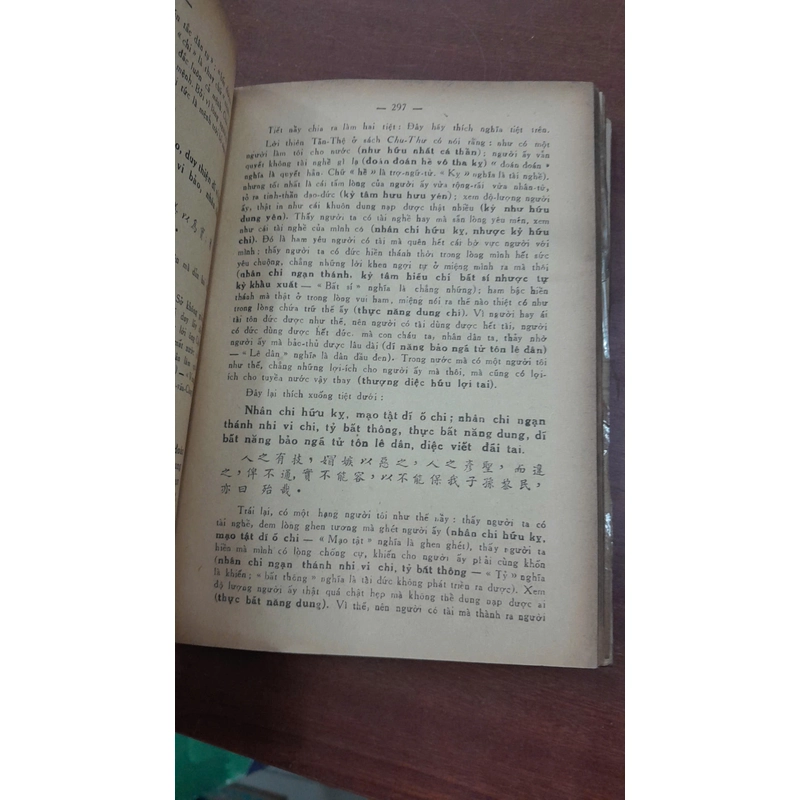 — 297 —
Tiết nầy chia ra làm hai tiệt: Đây hãy thích nghĩa tiệt trên.
Lời thiên Tần-Thệ ở sách Chu-Thư có nói rằng: như có một
người làm tôi cho nước (như hữu nhất cá thần); người ấy vẫn
quyết không tài nghề gì lạ (đoàn đoán hề vô tha kỵ) « đoán đoán »
nghĩa là quyết hẳn. Chữ « hề » là trợ-ngữ-từ. « Kỵ » nghĩa là tài nghề).
nhưng tôi nhất là cái tấm lòng của người ấy vừa rộng-rãi vừa nhân-từ,
tỏ ra tinh-thần đạo-đức (kỳ tâm hưu hưu yên); xem độ-lượng người
ấy, thật in như cái khuôn dung nạp được thật nhiều (kỳ như hữu
dung yên). Thấy người ta có tài nghề hay mà sẵn lòng yêu mến,
xem như cái tài nghề của mình có (nhân chi hữu kỵ, nhược kỷ hữu
chi). Đó là ham yêu người có tài mà quên hết cái bờ vực người với
mình; thấy người ta có đức hiền thánh thời trong lòng mình hết sức
yêu chuộng, chẳng những lời khen ngợi tự ở miệng mình ra mà thôi
(nhân chi ngạn thánh, kỳ tâm hiếu chi bất sỉ nhược tự
kỳ khẩu xuất — « Bất sỉ » nghĩa là chẳng những); ham bậc hiền
thánh mà thật ở trong lòng vui ham, miệng nói ra thế nào thiệt có như
trong lòng chứa trữ thế ấy (thực năng dung chi). Vì người hay ái
tài tôn đức được như thế, nên người có tài dùng được hết tài, người
có đức dùng được hết đức. mà con cháu ta, nhân dân ta, thấy nhờ
người ấy mà bảo-thủ được lâu dài (dĩ năng bảo ngã tử tôn lê dân)
— « Lê dân » nghĩa là dân đầu đen). Trong nước mà có một người tôi
như thế, chẳng những lợi-ích cho người ấy mà thôi, mà cũng có lợi-
ích cho tuyền nước vậy thay (thượng diệc hữu lợi tai).
Đây lại thích xuống tiệt dưới:
Nhân chi hữu kỵ, mạo tật dĩ ố chi; nhân chi ngạn
thánh nhi vi chi, tỷ bất thông, thực bất năng dung, dĩ
bất năng bảo ngã tử tôn lê dân, diệc viết đãi tai.
人之有技，媢嫉以惡之，人之彥聖，而違
之，俾不通，實不能容，以不能保我子孫黎民，
亦曰殆哉。
Trái lại, có một hạng người tôi như thế nầy: thấy người ta có
tài nghề, đem lòng ghen tương mà ghét người ấy (nhân chi hữu kỵ,
mạo tật dĩ ố chi — « Mạo tật » nghĩa là ghen ghét), thấy người ta
hiền mà mình có lòng chống cự, khiến cho người ấy phải cùng khốn
(nhân chi ngạn thánh nhi vi chi, tỷ bất thông — « Tỷ » nghĩa
là khiến; « bất thông » nghĩa là tài đức không phát triển ra được). Xem
độ lượng người ấy thật quá chật hẹp mà không thể dung nạp được ai
(thực bất năng dung). Vì thế, nên người có tài mà thành ra người